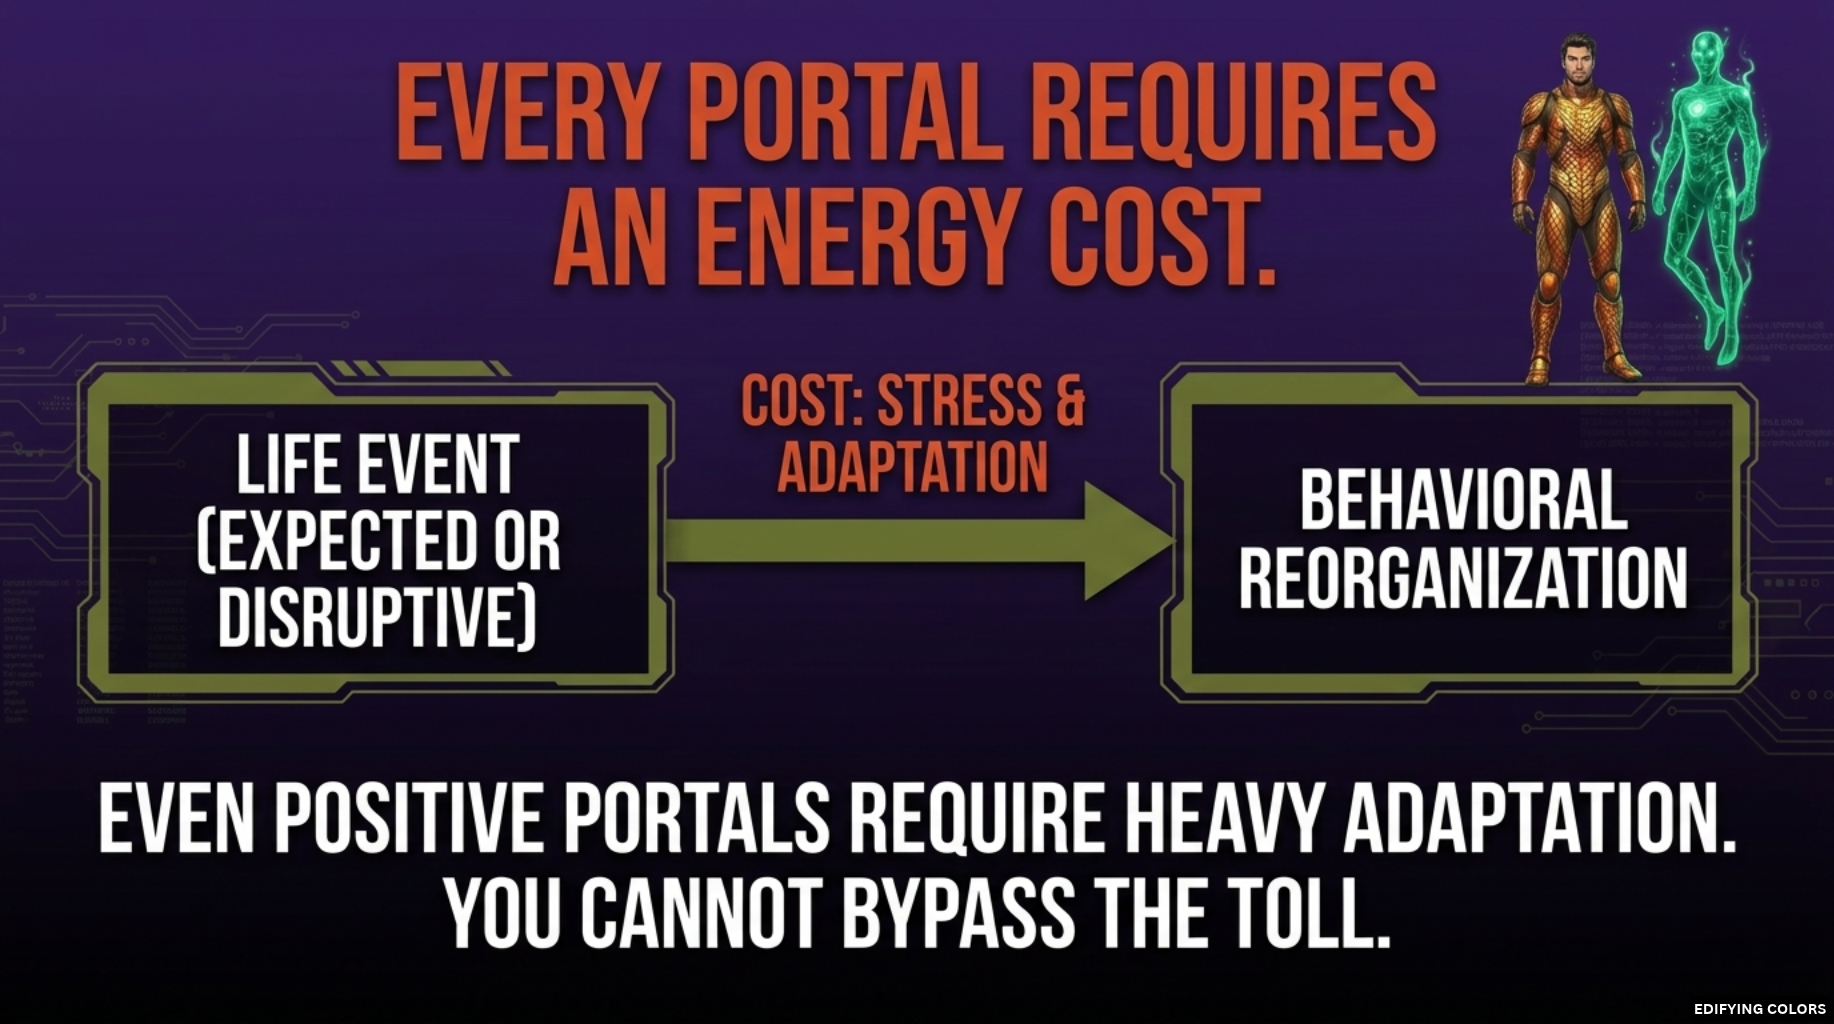 EVERY PORTAL REQUIRES
AN ENERGY COST.
COST: STRESS &
ADAPTATION
LIFE EVENT
(EXPECTED OR
DISRUPTIVE)
BEHAVIORAL
REORGANIZATION
EVEN POSITIVE PORTALS REQUIRE HEAVY ADAPTATION.
YOU CANNOT BYPASS THE TOLL.
EDIFYING COLORS